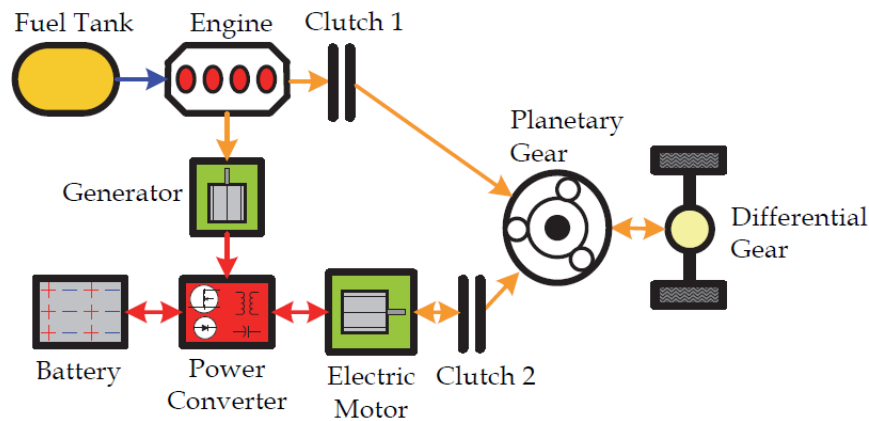 Fuel Tank
Engine
Clutch 1
Planetary
Gear
Generator
Differential
Gear
Battery
Power
Converter
Electric
Motor
Clutch 2